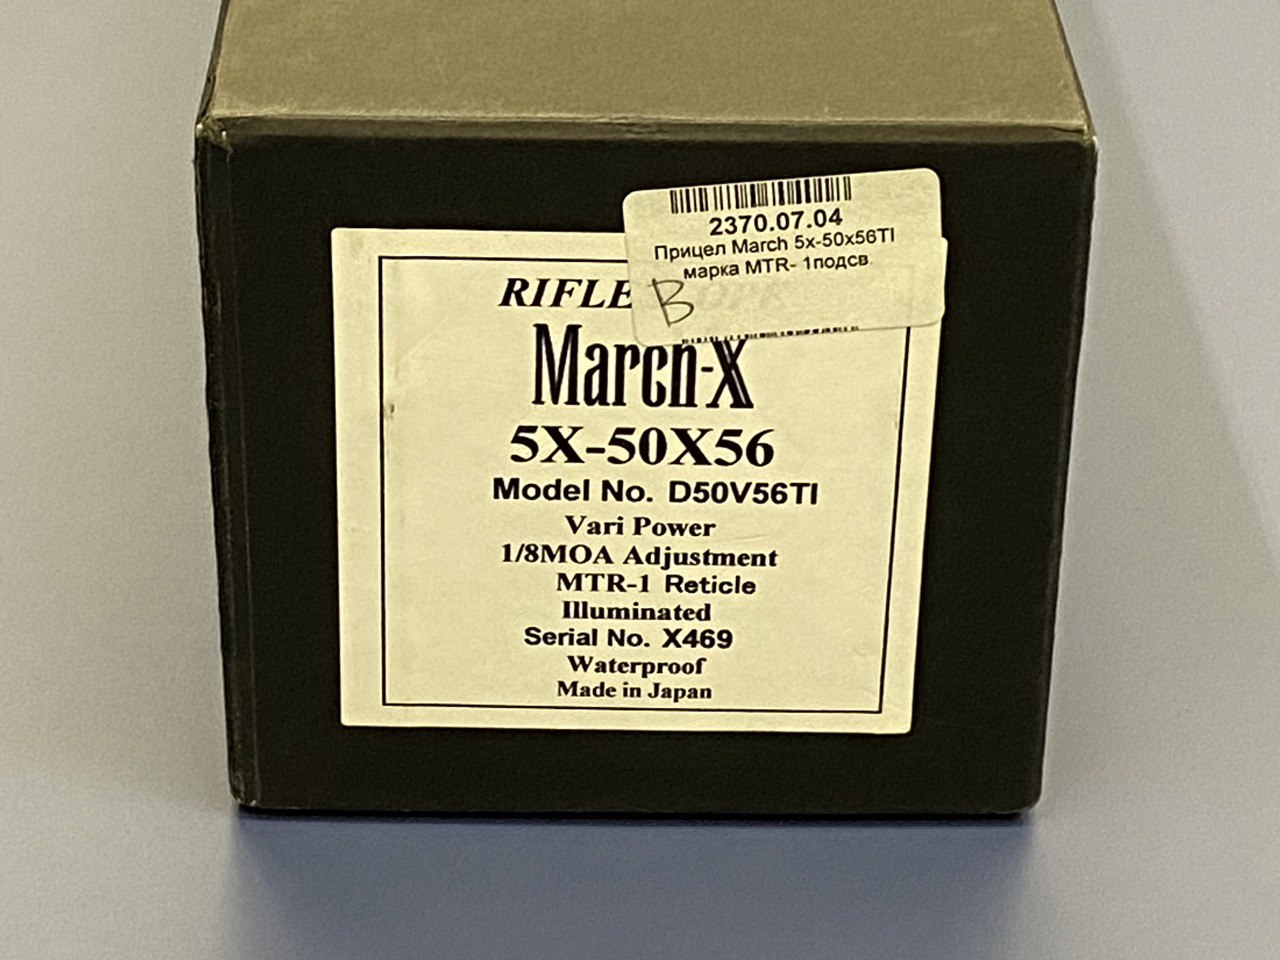 2370.07.04
Прицел March 5x-50x56TI
марка MTR- 1подсв.
B
RIFLE
March-X
5X-50X56
Model No. D50V56TI
Vari Power
1/8MOA Adjustment
MTR-1 Reticle
Illuminated
Serial No. X469
Waterproof
Made in Japan